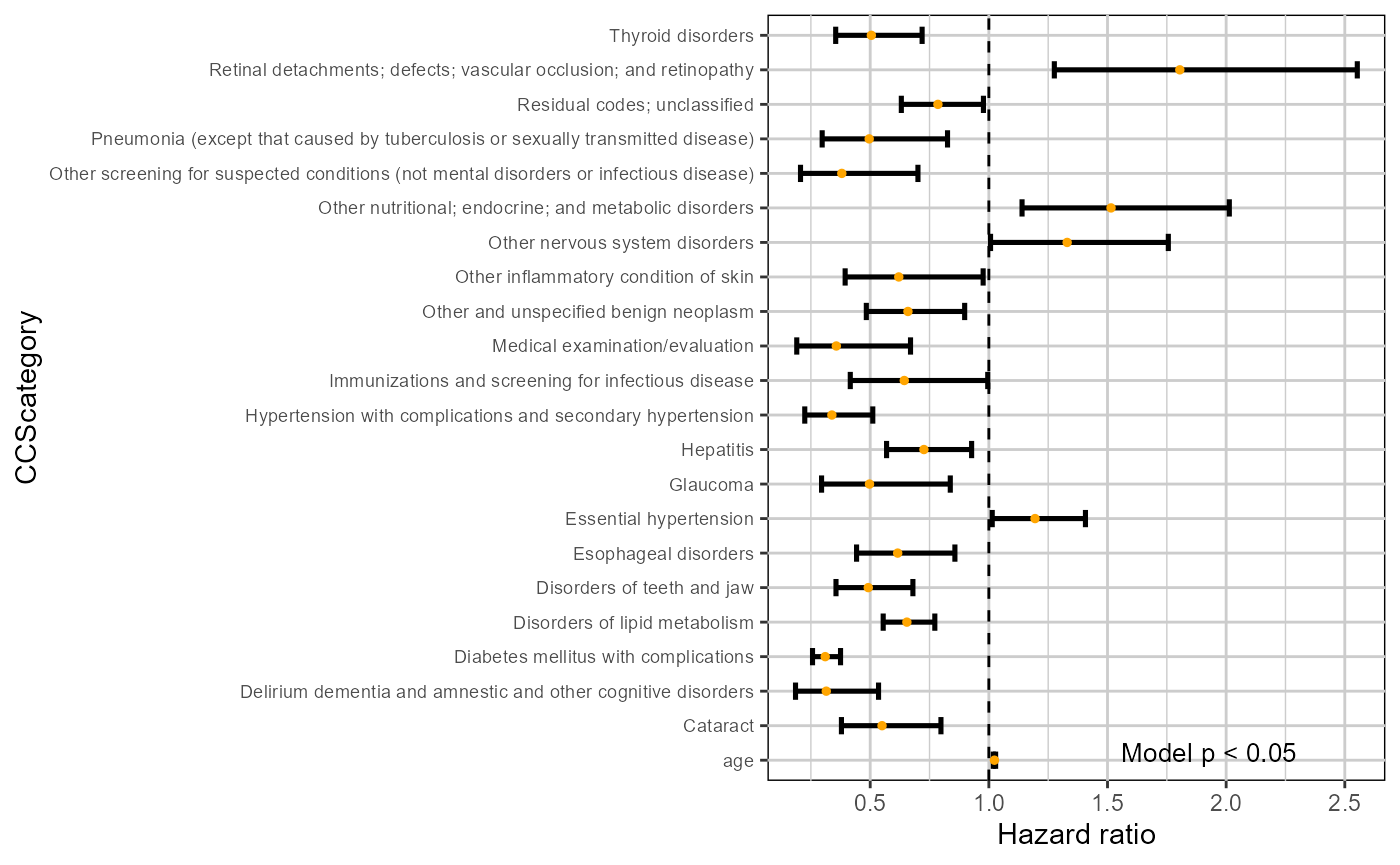 Thyroid disorders
Retinal detachments; defects; vascular occlusion; and retinopathy
Residual codes; unclassified
Pneumonia (except that caused by tuberculosis or sexually transmitted disease)
Other screening for suspected conditions (not mental disorders or infectious disease)
Other nutritional; endocrine; and metabolic disorders
Other nervous system disorders
Other inflammatory condition of skin
Other and unspecified benign neoplasm
Medical examination/evaluation
Immunizations and screening for infectious disease
Hypertension with complications and secondary hypertension
Hepatitis
Glaucoma
Essential hypertension
Esophageal disorders
Disorders of teeth and jaw
Disorders of lipid metabolism
Diabetes mellitus with complications
Delirium dementia and amnestic and other cognitive disorders
Cataract
age
CCScategory
Model p < 0.05
0.5 1.0 1.5 2.0 2.5
Hazard ratio